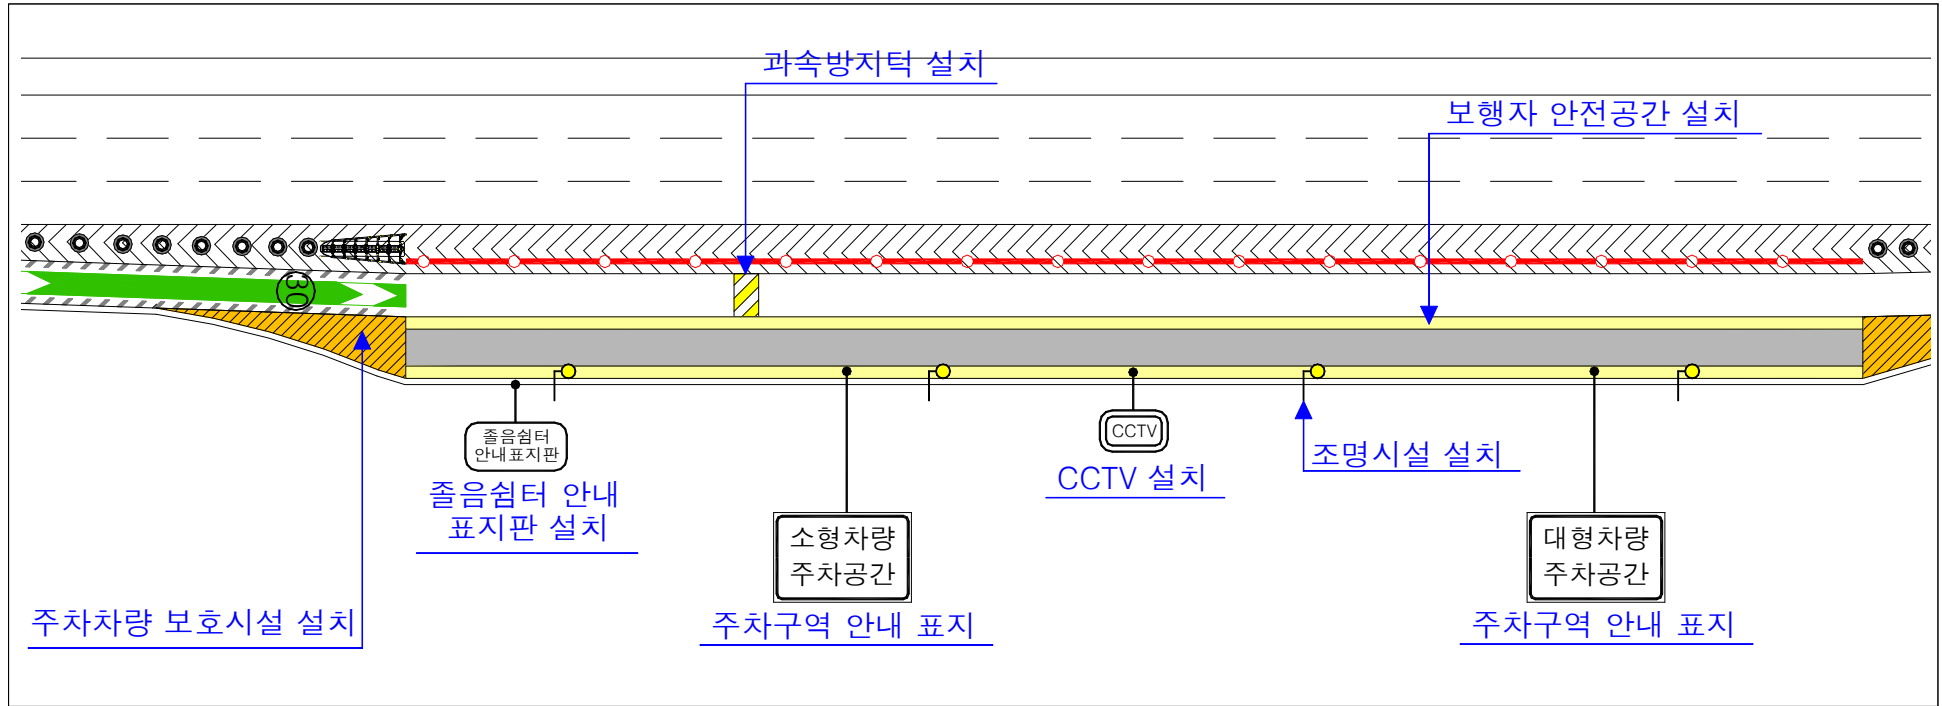 과속방지턱 설치
보행자 안전공간 설치
30
졸음쉼터
안내표지판
졸음쉼터 안내
표지판 설치
CCTV
CCTV 설치
조명시설 설치
소형차량
주차공간
대형차량
주차공간
주차차량 보호시설 설치
주차구역 안내 표지
주차구역 안내 표지